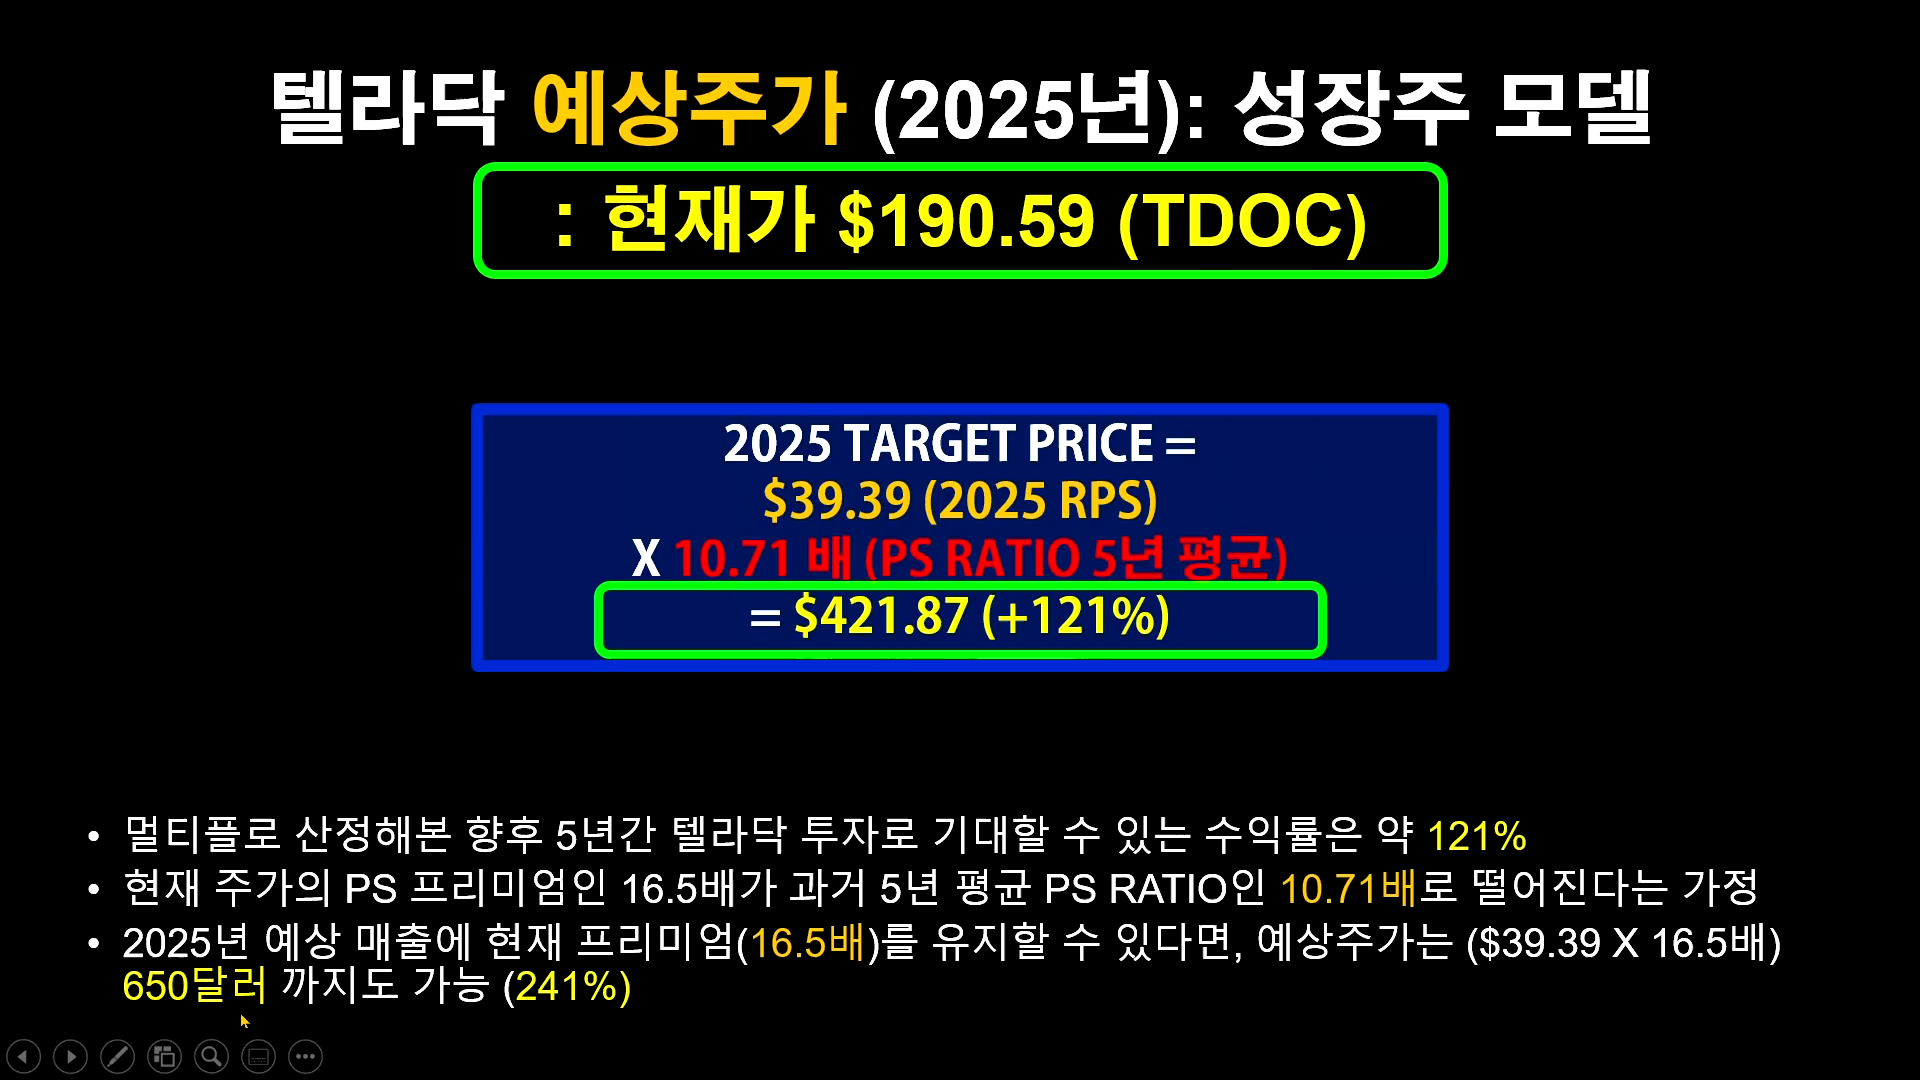 텔라닥 예상주가 (2025년): 성장주 모델
: 현재가 $190.59 (TDOC)
2025 TARGET PRICE =
$39.39 (2025 RPS)
X 10.71 배 (PS RATIO 5년 평균)
= $421.87 (+121%)
• 멀티플로 산정해본 향후 5년간 텔라닥 투자로 기대할 수 있는 수익률은 약 121%
• 현재 주가의 PS 프리미엄인 16.5배가 과거 5년 평균 PS RATIO인 10.71배로 떨어진다는 가정
• 2025년 예상 매출에 현재 프리미엄(16.5배)를 유지할 수 있다면, 예상주가는 ($39.39 X 16.5배)
650달러 까지도 가능 (241%)